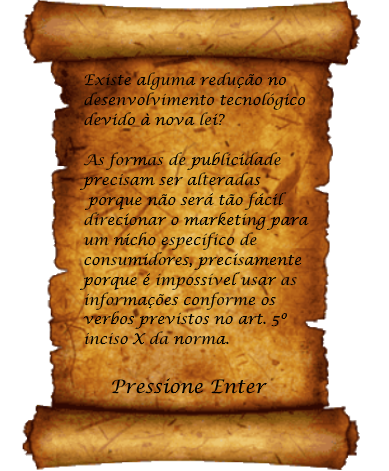 Existe alguma redução no
desenvolvimento tecnológico
devido à nova lei?
As formas de publicidade
precisam ser alteradas
porque não será tão fácil
direcionar o marketing para
um nicho específico de
consumidores, precisamente
porque é impossível usar as
informações conforme os
verbos previstos no art. 5º
inciso X da norma.
Pressione Enter